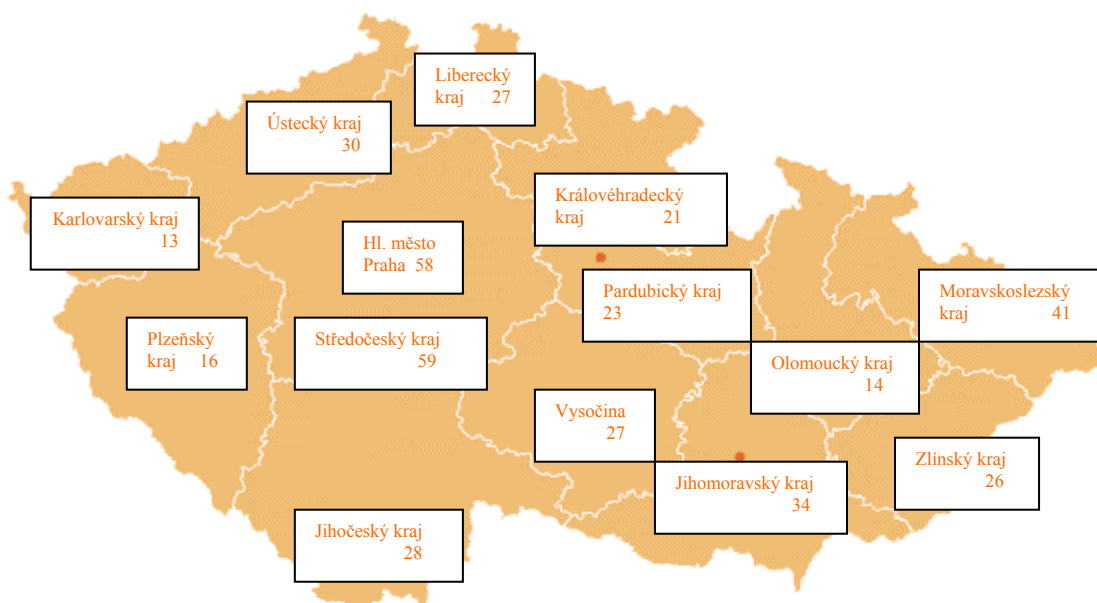 Liberecký
kraj 27
Ústecký kraj
30
Královéhradecký
kraj 21
Karlovarský kraj
13
Hl. město
Praha 58
Pardubický kraj
23
Moravskoslezský
kraj 41
Plzeňský
kraj 16
Středočeský kraj
59
Olomoucký kraj
14
Vysočina
27
Zlínský kraj
26
Jihomoravský kraj
34
Jihočeský kraj
28